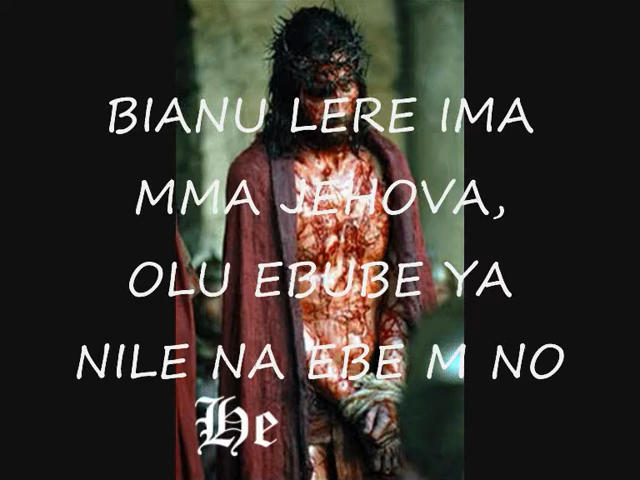 BIANU LERE IMA
MMA JEHOVA,
OLU EBUBE YA
NILE NA EBE M NO
He